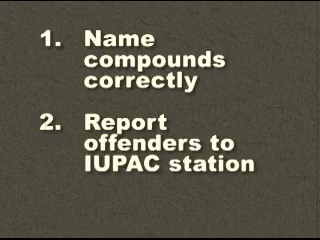 1. Name
compounds
correctly
2. Report
offenders to
IUPAC station